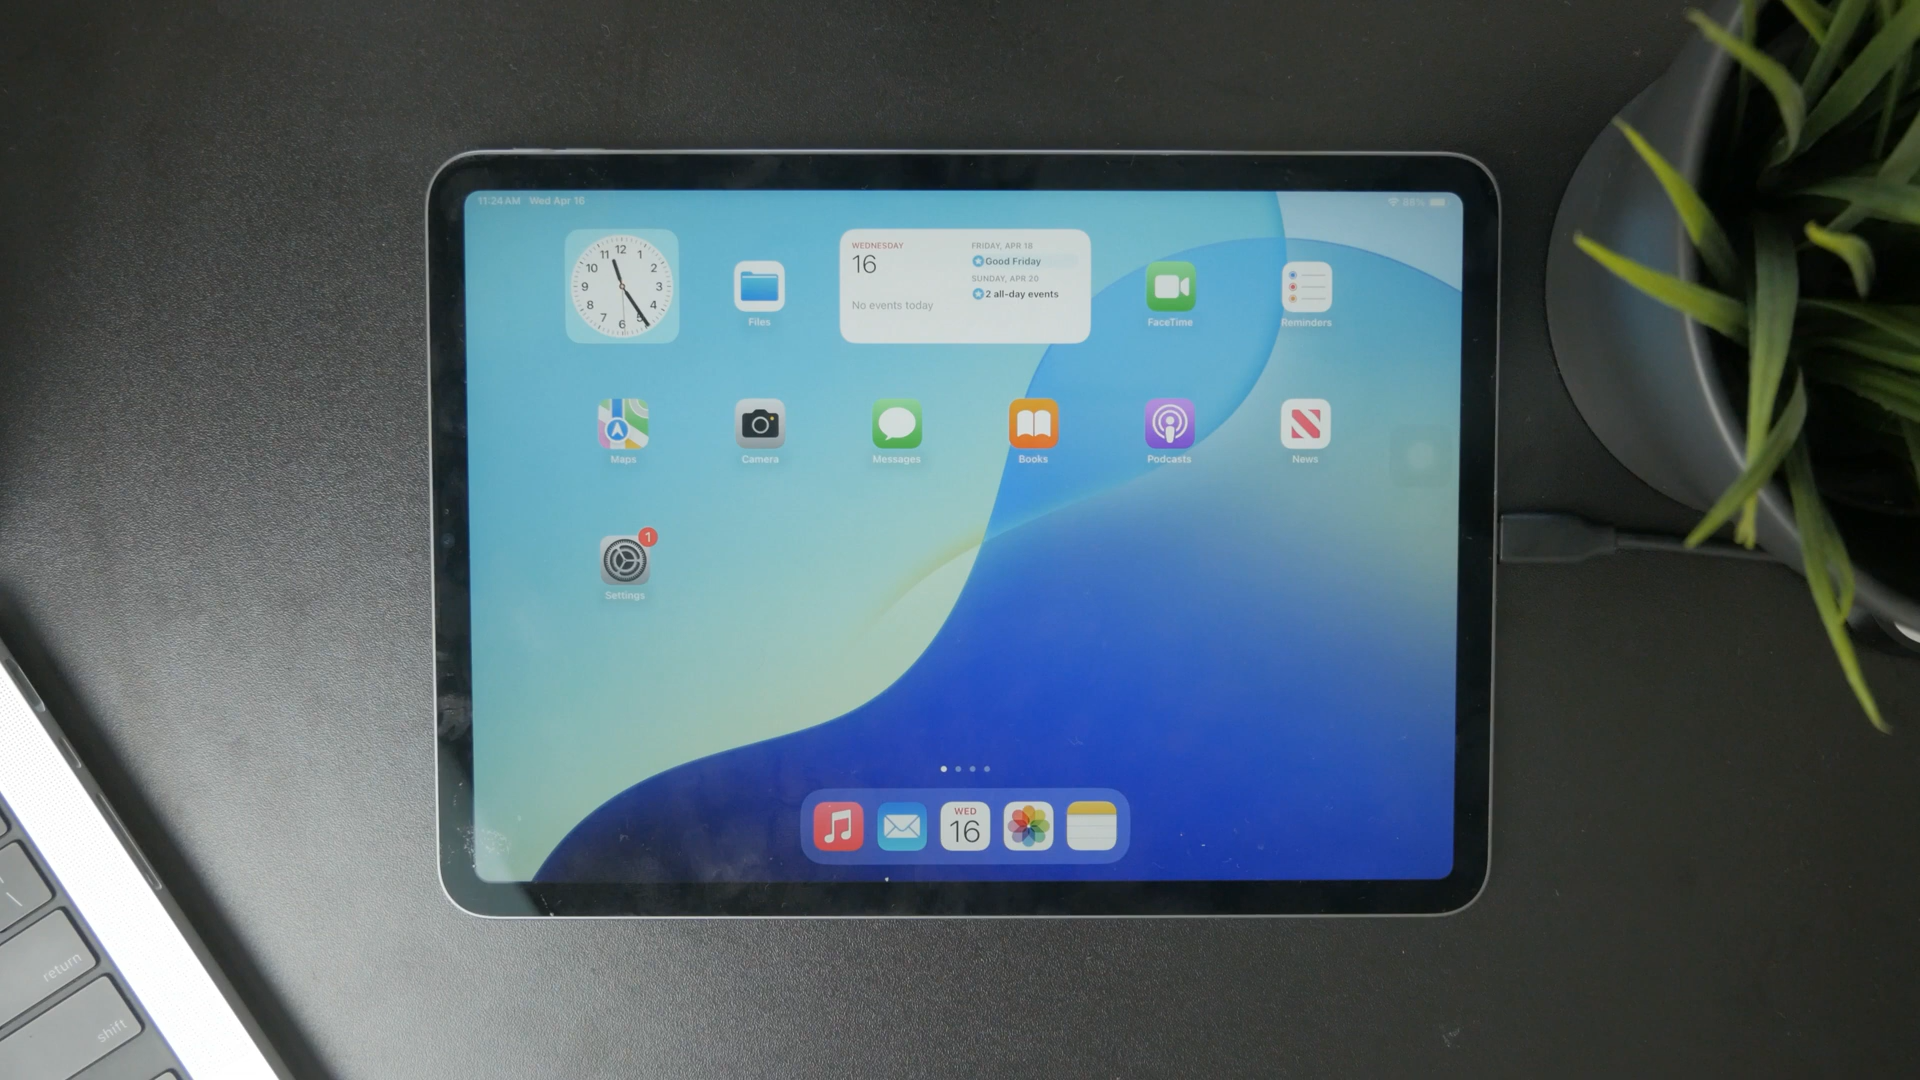 11:24 AM Wed Apr 16
88%
12
11 1
10 2
9 3
8 4
7 5
6
WEDNESDAY
16
No events today
FRIDAY, APR 18
Good Friday
SUNDAY, APR 20
2 all-day events
Files
FaceTime
Reminders
Maps
Camera
Messages
Books
Podcasts
News
1
Settings
WED
16
return
shift